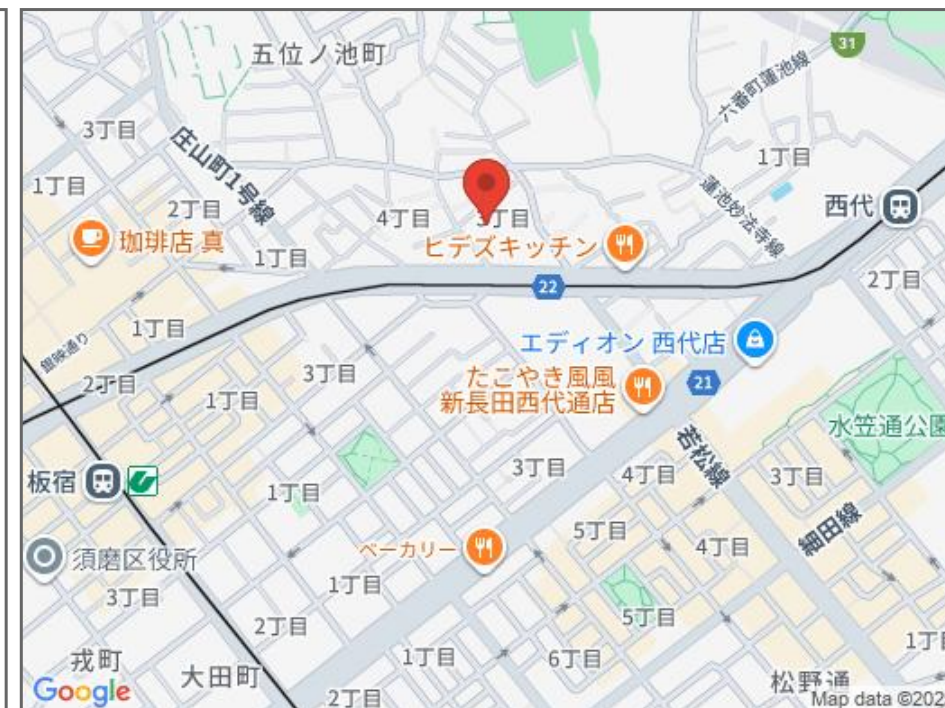 五位ノ池町
31
六番町蓮池線
3丁目
庄山町1号線
1丁目
1丁目
2丁目
4丁目
3丁目
蓮池妙法寺線
西代
珈琲店 真
ヒデズキッチン
1丁目
2丁目
22
1丁目
銀映通り
エディオン 西代店
3丁目
たこやき風風
新長田西代通店
21
2丁目
1丁目
水笠通公園
若松線
板宿
3丁目
4丁目
3丁目
1丁目
細田線
5丁目
ベーカリー
4丁目
須磨区役所
1丁目
3丁目
5丁目
2丁目
戎町
1丁目
6丁目
大田町
松野通
Google
2丁目
Map data ©202